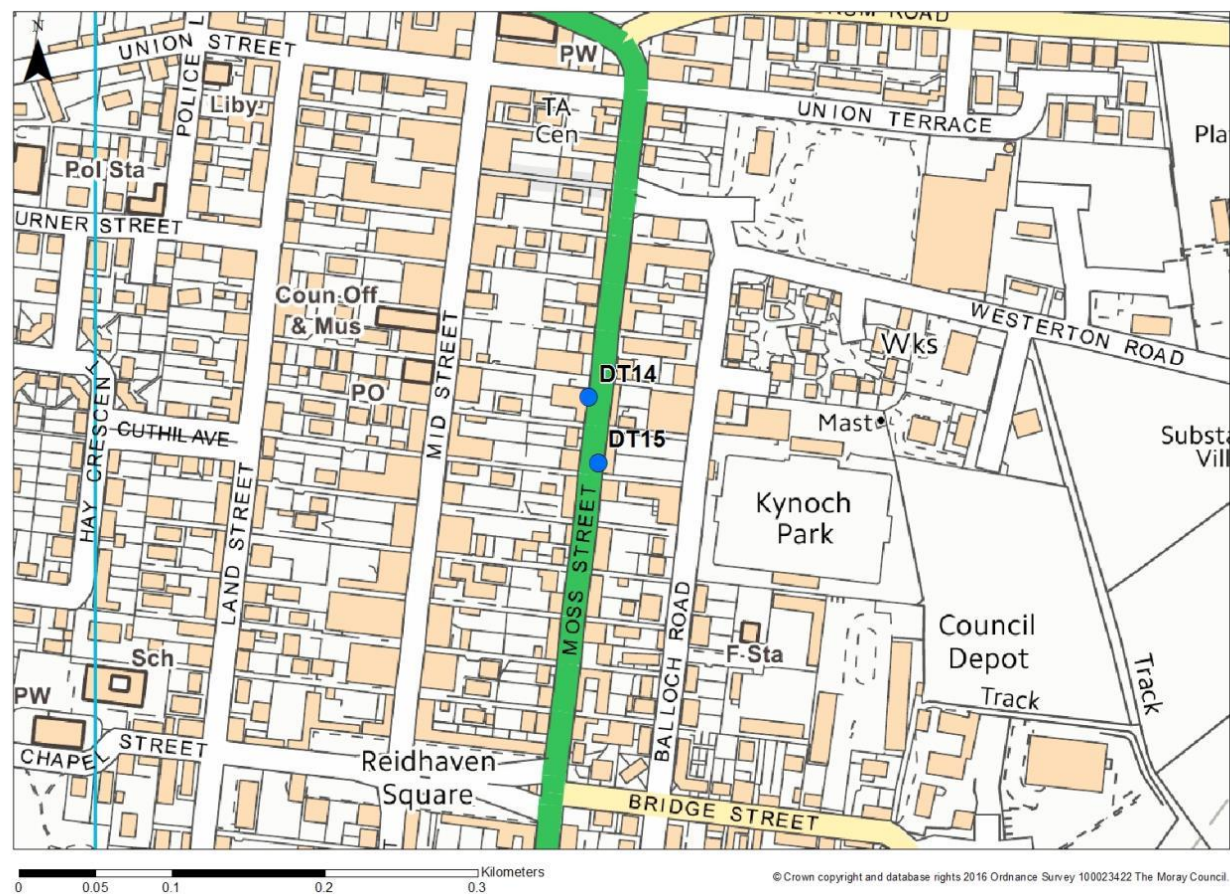 N
UNION STREET
POLICE
Liby
PW
DRUM ROAD
TA
Cen
UNION TERRACE
Pla
Pol Sta
URNER STREET
Coun Off
& Mus
PO
MID STREET
WESTERTON ROAD
Wks
DT14
Mast
HAY CRESCEN
CUTHIL AVE
DT15
Substa
Vill
Kynoch
Park
LAND STREET
MOSS STREET
BALLOCH ROAD
F Sta
Council
Depot
Track
Track
Sch
PW
CHAPEL STREET
Reidhaven
Square
BRIDGE STREET
0 0.05 0.1 0.2 0.3 Kilometers
© Crown copyright and database rights 2016 Ordnance Survey 100023422 The Moray Council.